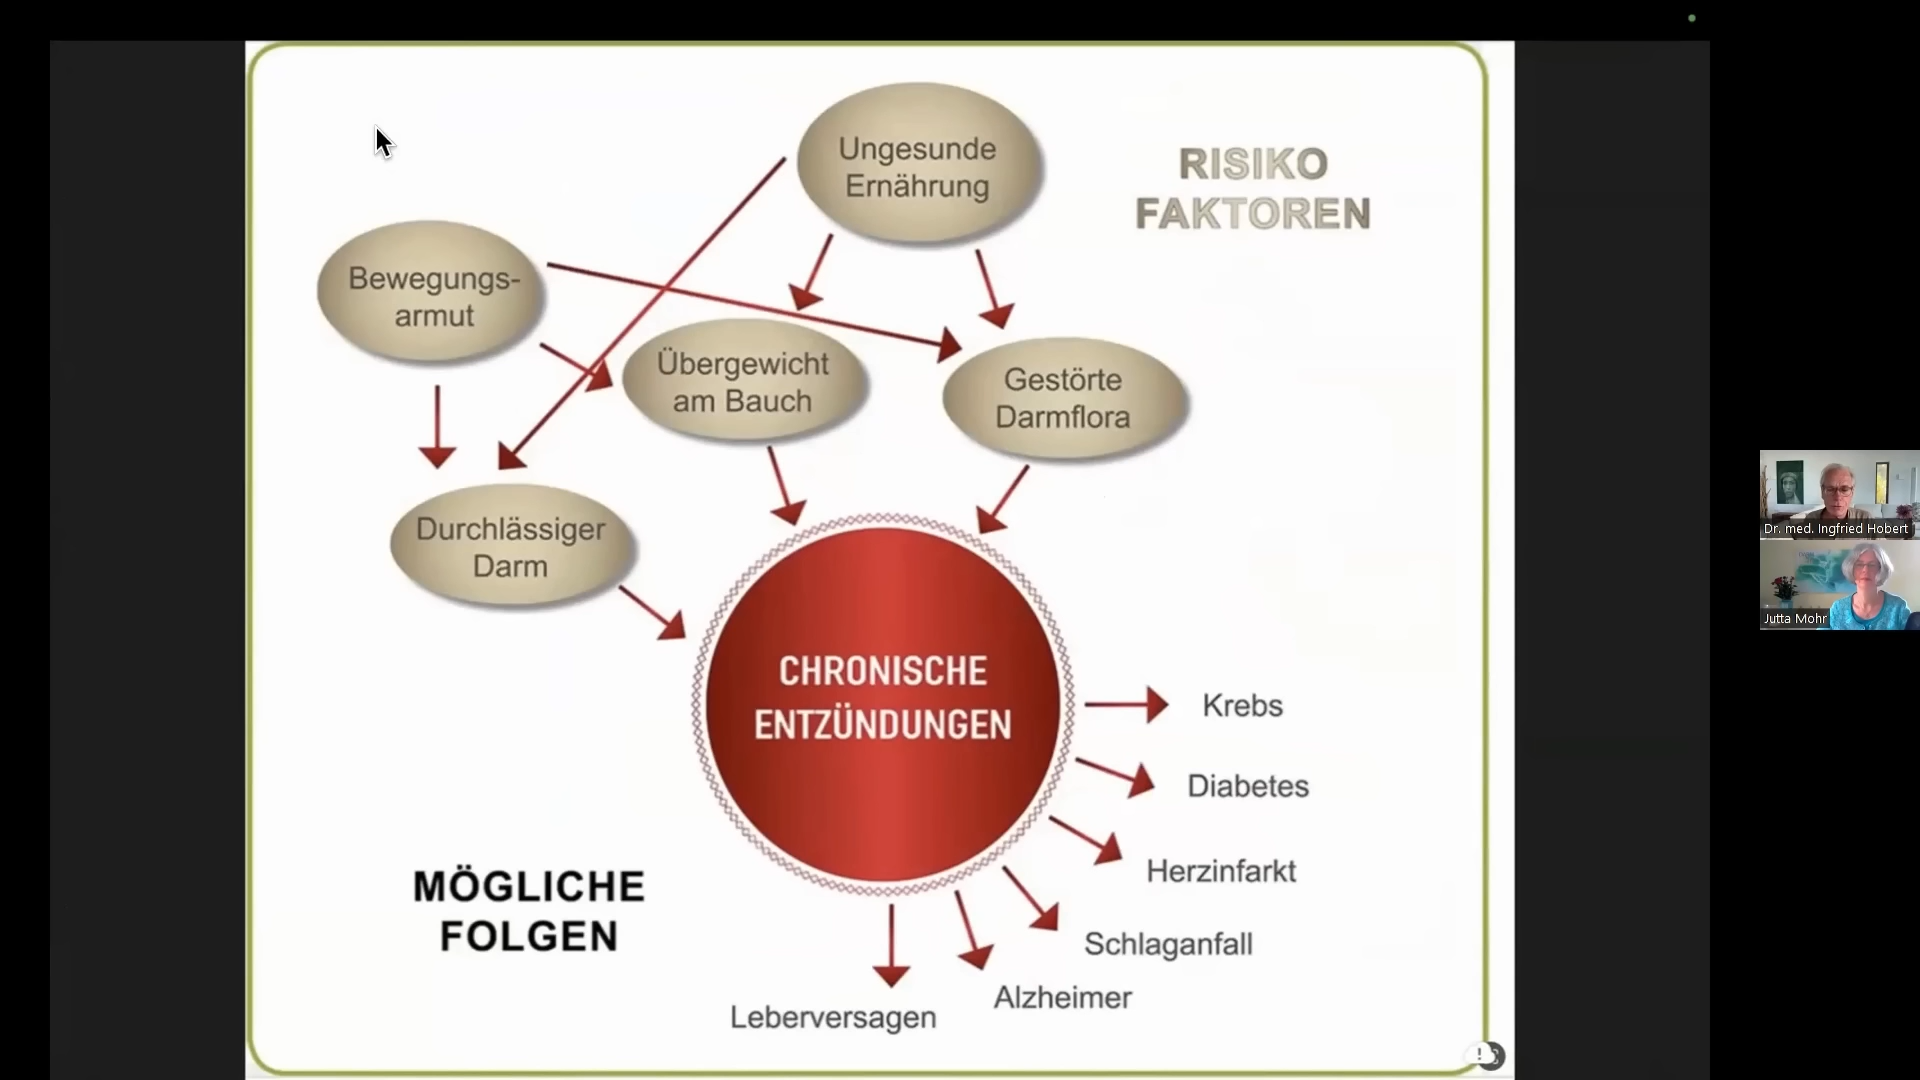 Ungesunde
Ernährung
RISIKO
FAKTOREN
Bewegungs-
armut
Übergewicht
am Bauch
Gestörte
Darmflora
Durchlässiger
Darm
CHRONISCHE
ENTZÜNDUNGEN
Krebs
Diabetes
Herzinfarkt
Schlaganfall
Alzheimer
Leberversagen
MÖGLICHE
FOLGEN
Dr. med. Ingfried Hobert
Jutta Mohr